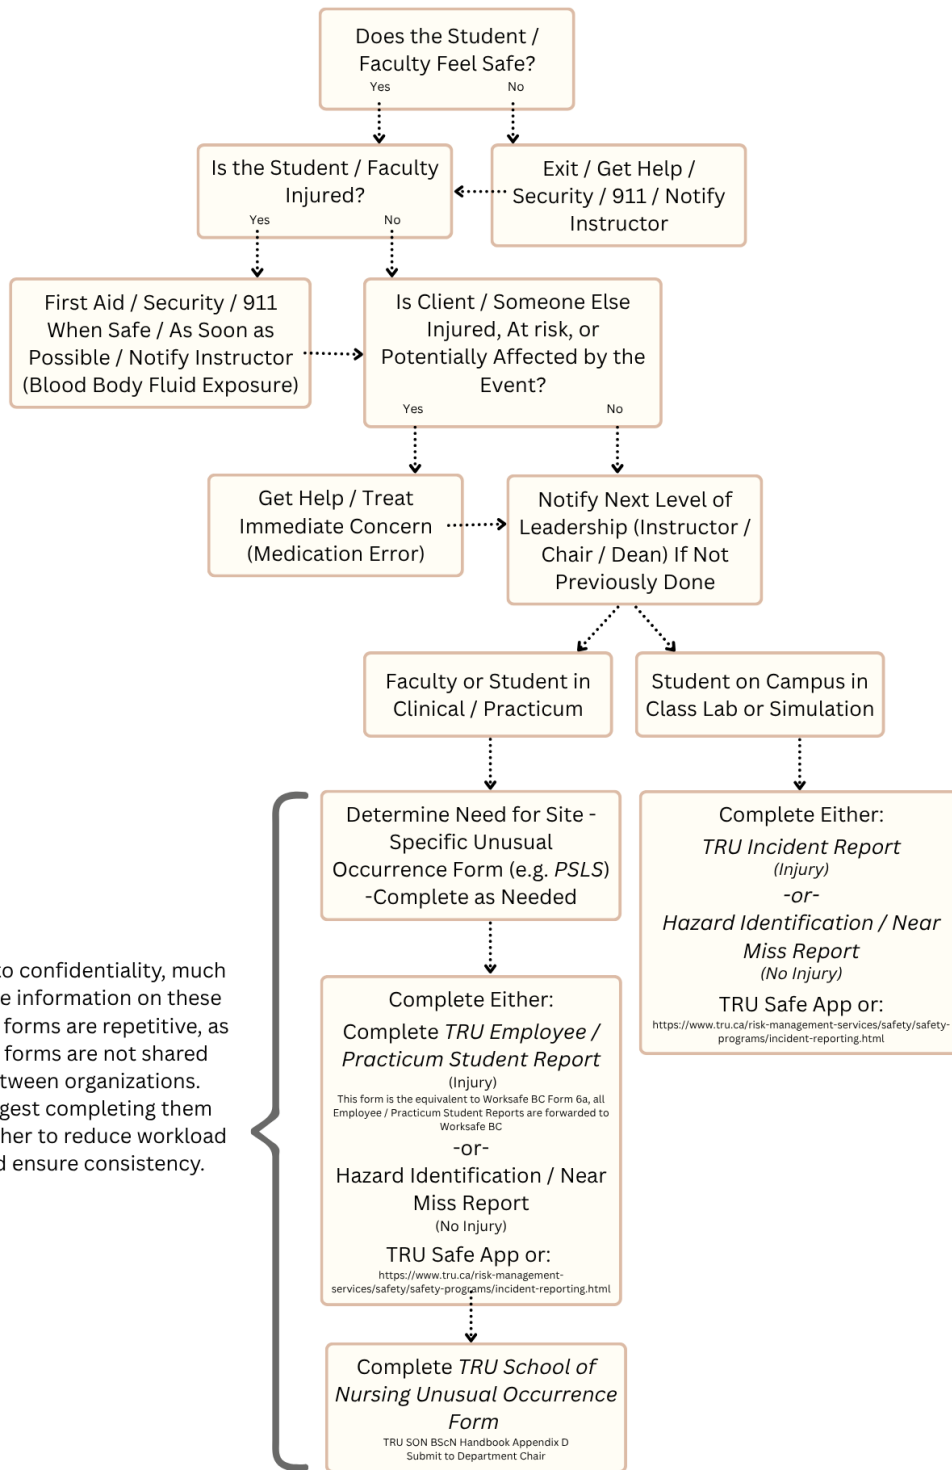 Does the Student /
Faculty Feel Safe?
Yes
No
Is the Student / Faculty
Injured?
Yes
No
Exit / Get Help /
Security / 911 / Notify
Instructor
First Aid / Security / 911
When Safe / As Soon as
Possible / Notify Instructor
(Blood Body Fluid Exposure)
Is Client / Someone Else
Injured, At risk, or
Potentially Affected by the
Event?
Yes
No
Get Help / Treat
Immediate Concern
(Medication Error)
Notify Next Level of
Leadership (Instructor /
Chair / Dean) If Not
Previously Done
Faculty or Student in
Clinical / Practicum
Student on Campus in
Class Lab or Simulation
Determine Need for Site -
Specific Unusual
Occurrence Form (e.g. PSLS)
-Complete as Needed
Complete Either:
TRU Incident Report
(Injury)
-or-
Hazard Identification / Near
Miss Report
(No Injury)
TRU Safe App or:
https://www.tru.ca/risk-management-services/safety/safety-
programs/incident-reporting.html
to confidentiality, much
information on these
forms are repetitive, as
forms are not shared
organizations.
completing them
to reduce workload
ensure consistency.
Complete Either:
Complete TRU Employee /
Practicum Student Report
(Injury)
This form is the equivalent to Worksafe BC Form 6a, all
Employee / Practicum Student Reports are forwarded to
Worksafe BC
-or-
Hazard Identification / Near
Miss Report
(No Injury)
TRU Safe App or:
https://www.tru.ca/risk-management-
services/safety/safety-programs/incident-reporting.html
Complete TRU School of
Nursing Unusual Occurrence
Form
TRU SON BScN Handbook Appendix D
Submit to Department Chair